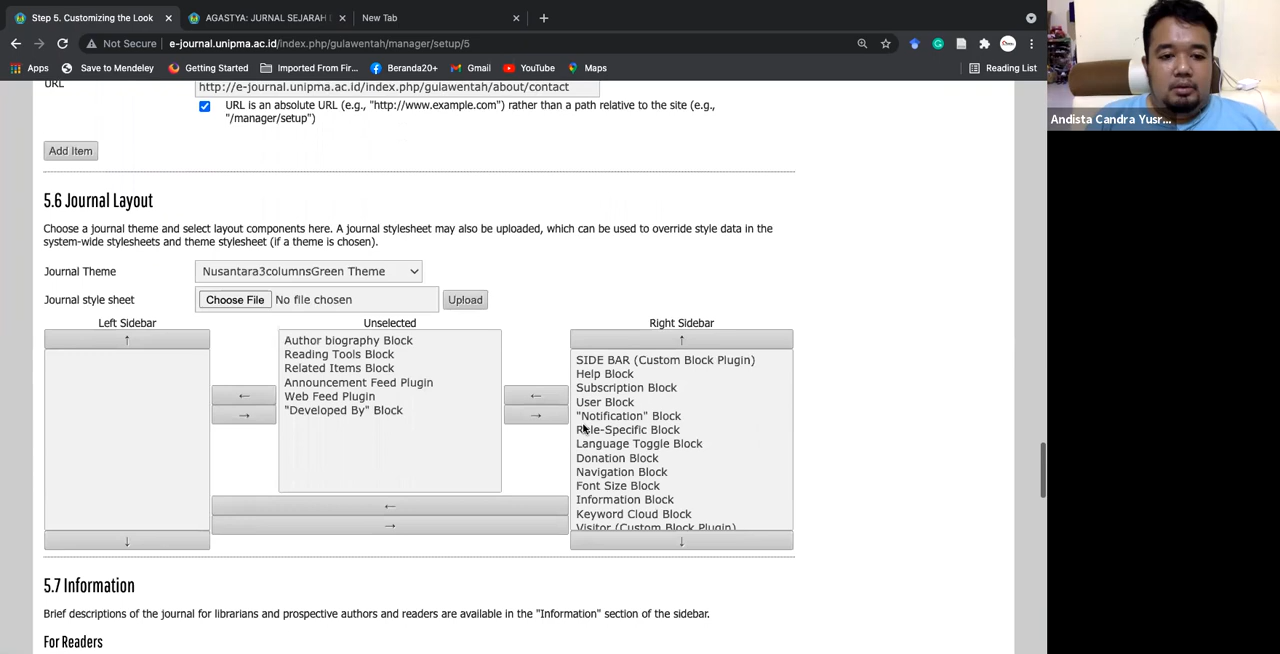 Step 5. Customizing the Look
AGASTYA: JURNAL SEJARAH
New Tab
Not Secure
e-journal.unipma.ac.id/index.php/gulawentah/manager/setup/5
Apps
Save to Mendeley
Getting Started
Imported From Fir...
Beranda20+
Gmail
YouTube
Maps
Reading List
Andista Candra Yusr...
URL
http://e-journal.unipma.ac.id/index.php/gulawentah/about/contact
URL is an absolute URL (e.g., "http://www.example.com") rather than a path relative to the site (e.g.,
"/manager/setup")
Add Item
5.6 Journal Layout
Choose a journal theme and select layout components here. A journal stylesheet may also be uploaded, which can be used to override style data in the
system-wide stylesheets and theme stylesheet (if a theme is chosen).
Journal Theme
Nusantara3columnsGreen Theme
Journal style sheet
Choose File No file chosen
Upload
Left Sidebar
Unselected
Right Sidebar
↑
↑
Author biography Block
Reading Tools Block
Related Items Block
Announcement Feed Plugin
Web Feed Plugin
"Developed By" Block
SIDE BAR (Custom Block Plugin)
Help Block
Subscription Block
User Block
"Notification" Block
Role-Specific Block
Language Toggle Block
Donation Block
Navigation Block
Font Size Block
Information Block
Keyword Cloud Block
Visitor (Custom Block Plugin)
←
→
←
→
←
→
↓
↓
5.7 Information
Brief descriptions of the journal for librarians and prospective authors and readers are available in the "Information" section of the sidebar.
For Readers